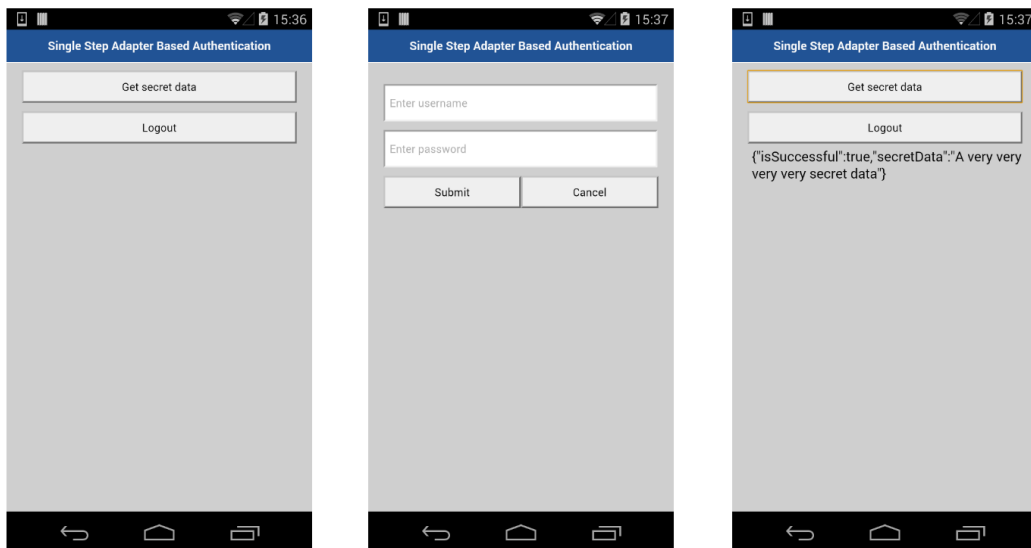 15:36
Single Step Adapter Based Authentication
Get secret data
Logout
15:37
Single Step Adapter Based Authentication
Enter username
Enter password
Submit
Cancel
15:37
Single Step Adapter Based Authentication
Get secret data
Logout
{"isSuccessful":true,"secretData":"A very very
very very secret data"}